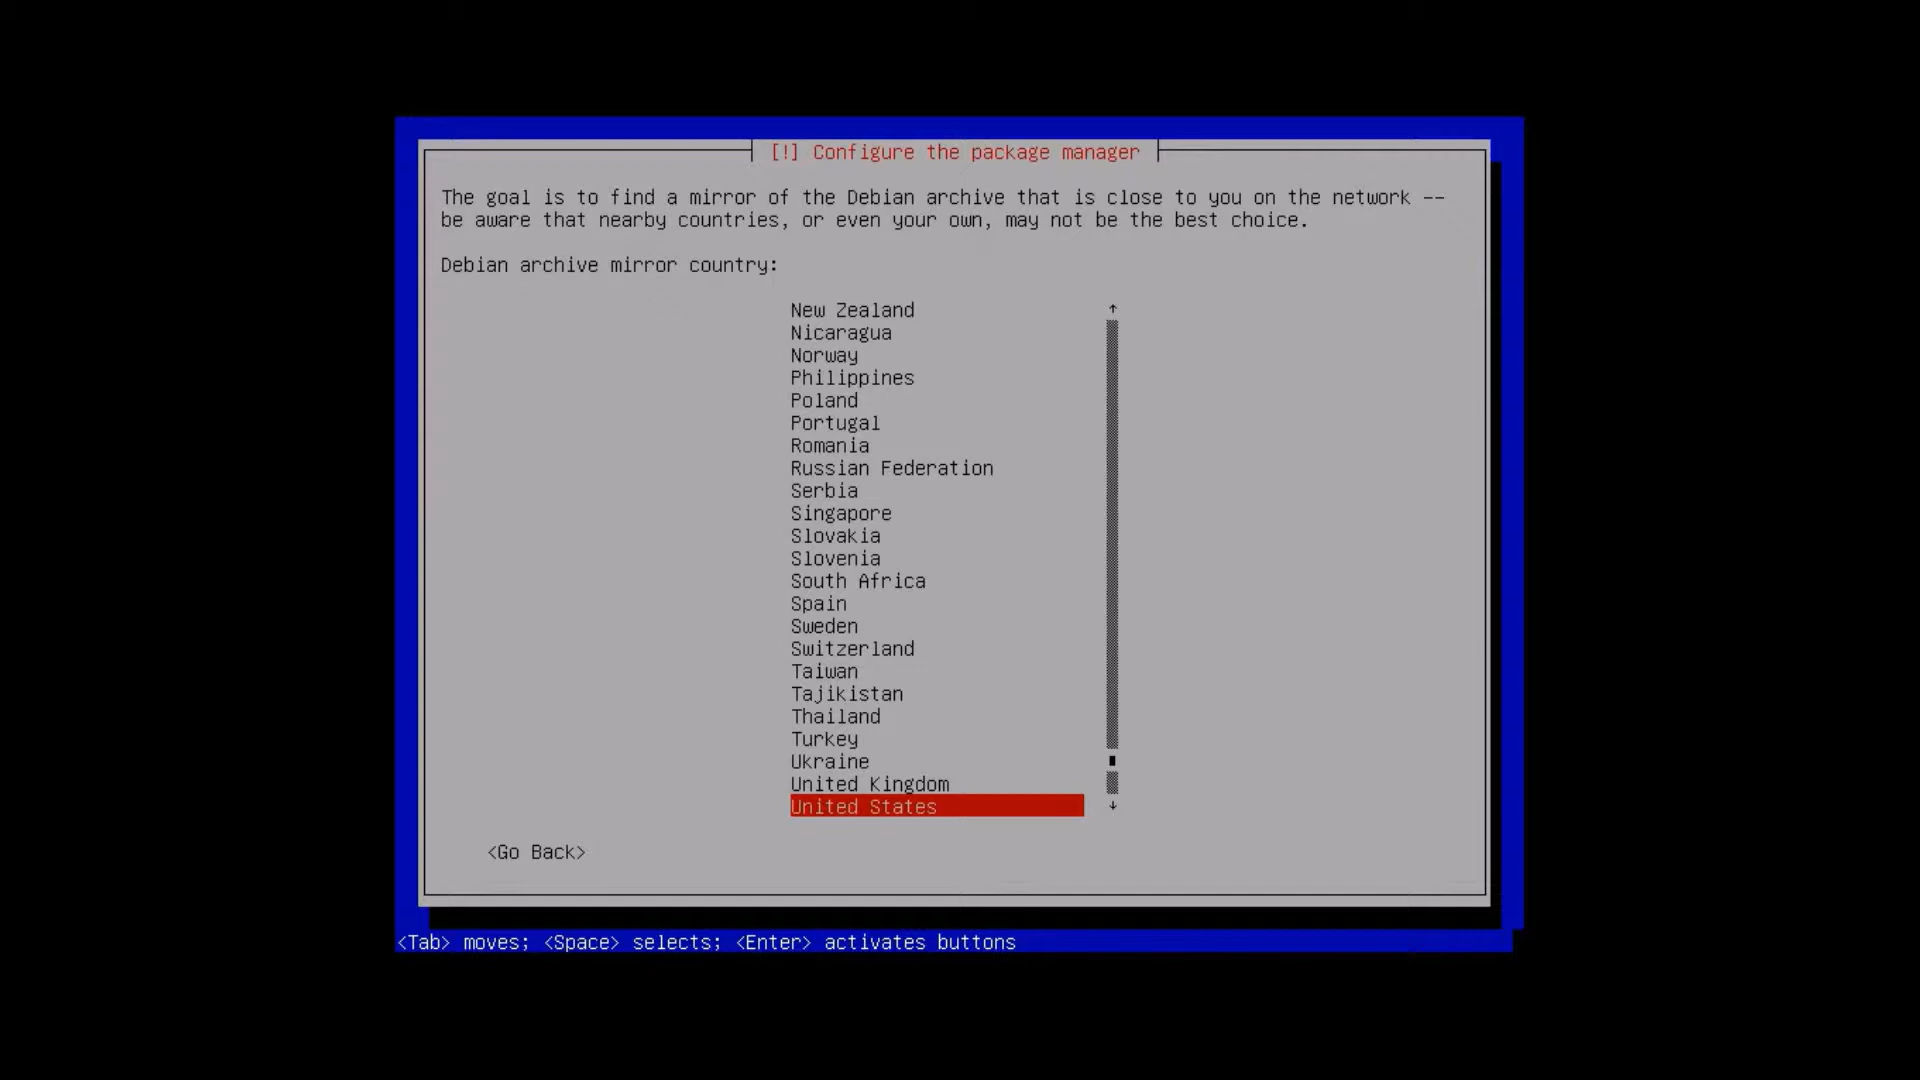 [!] Configure the package manager
The goal is to find a mirror of the Debian archive that is close to you on the network --
be aware that nearby countries, or even your own, may not be the best choice.
Debian archive mirror country:
New Zealand
Nicaragua
Norway
Philippines
Poland
Portugal
Romania
Russian Federation
Serbia
Singapore
Slovakia
Slovenia
South Africa
Spain
Sweden
Switzerland
Taiwan
Tajikistan
Thailand
Turkey
Ukraine
United Kingdom
United States
<Go Back>
<Tab> moves; <Space> selects; <Enter> activates buttons